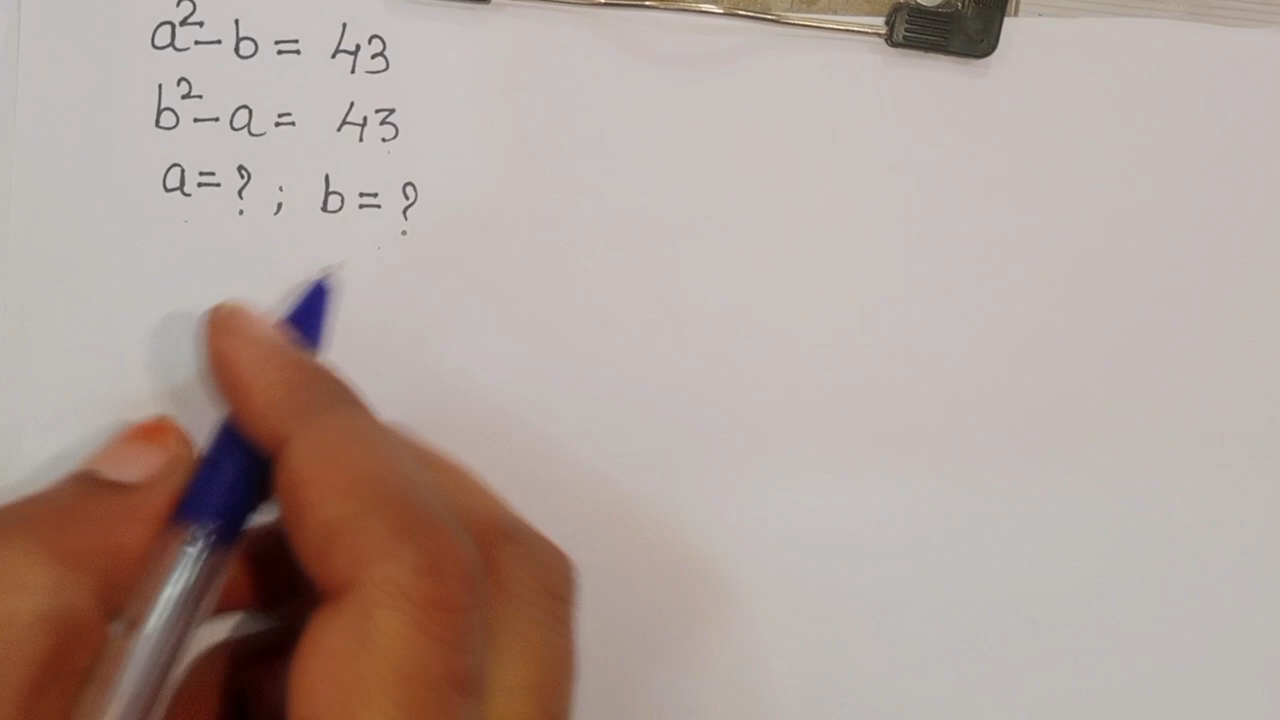 a²-b = 43
b²-a = 43
a=? ; b=?